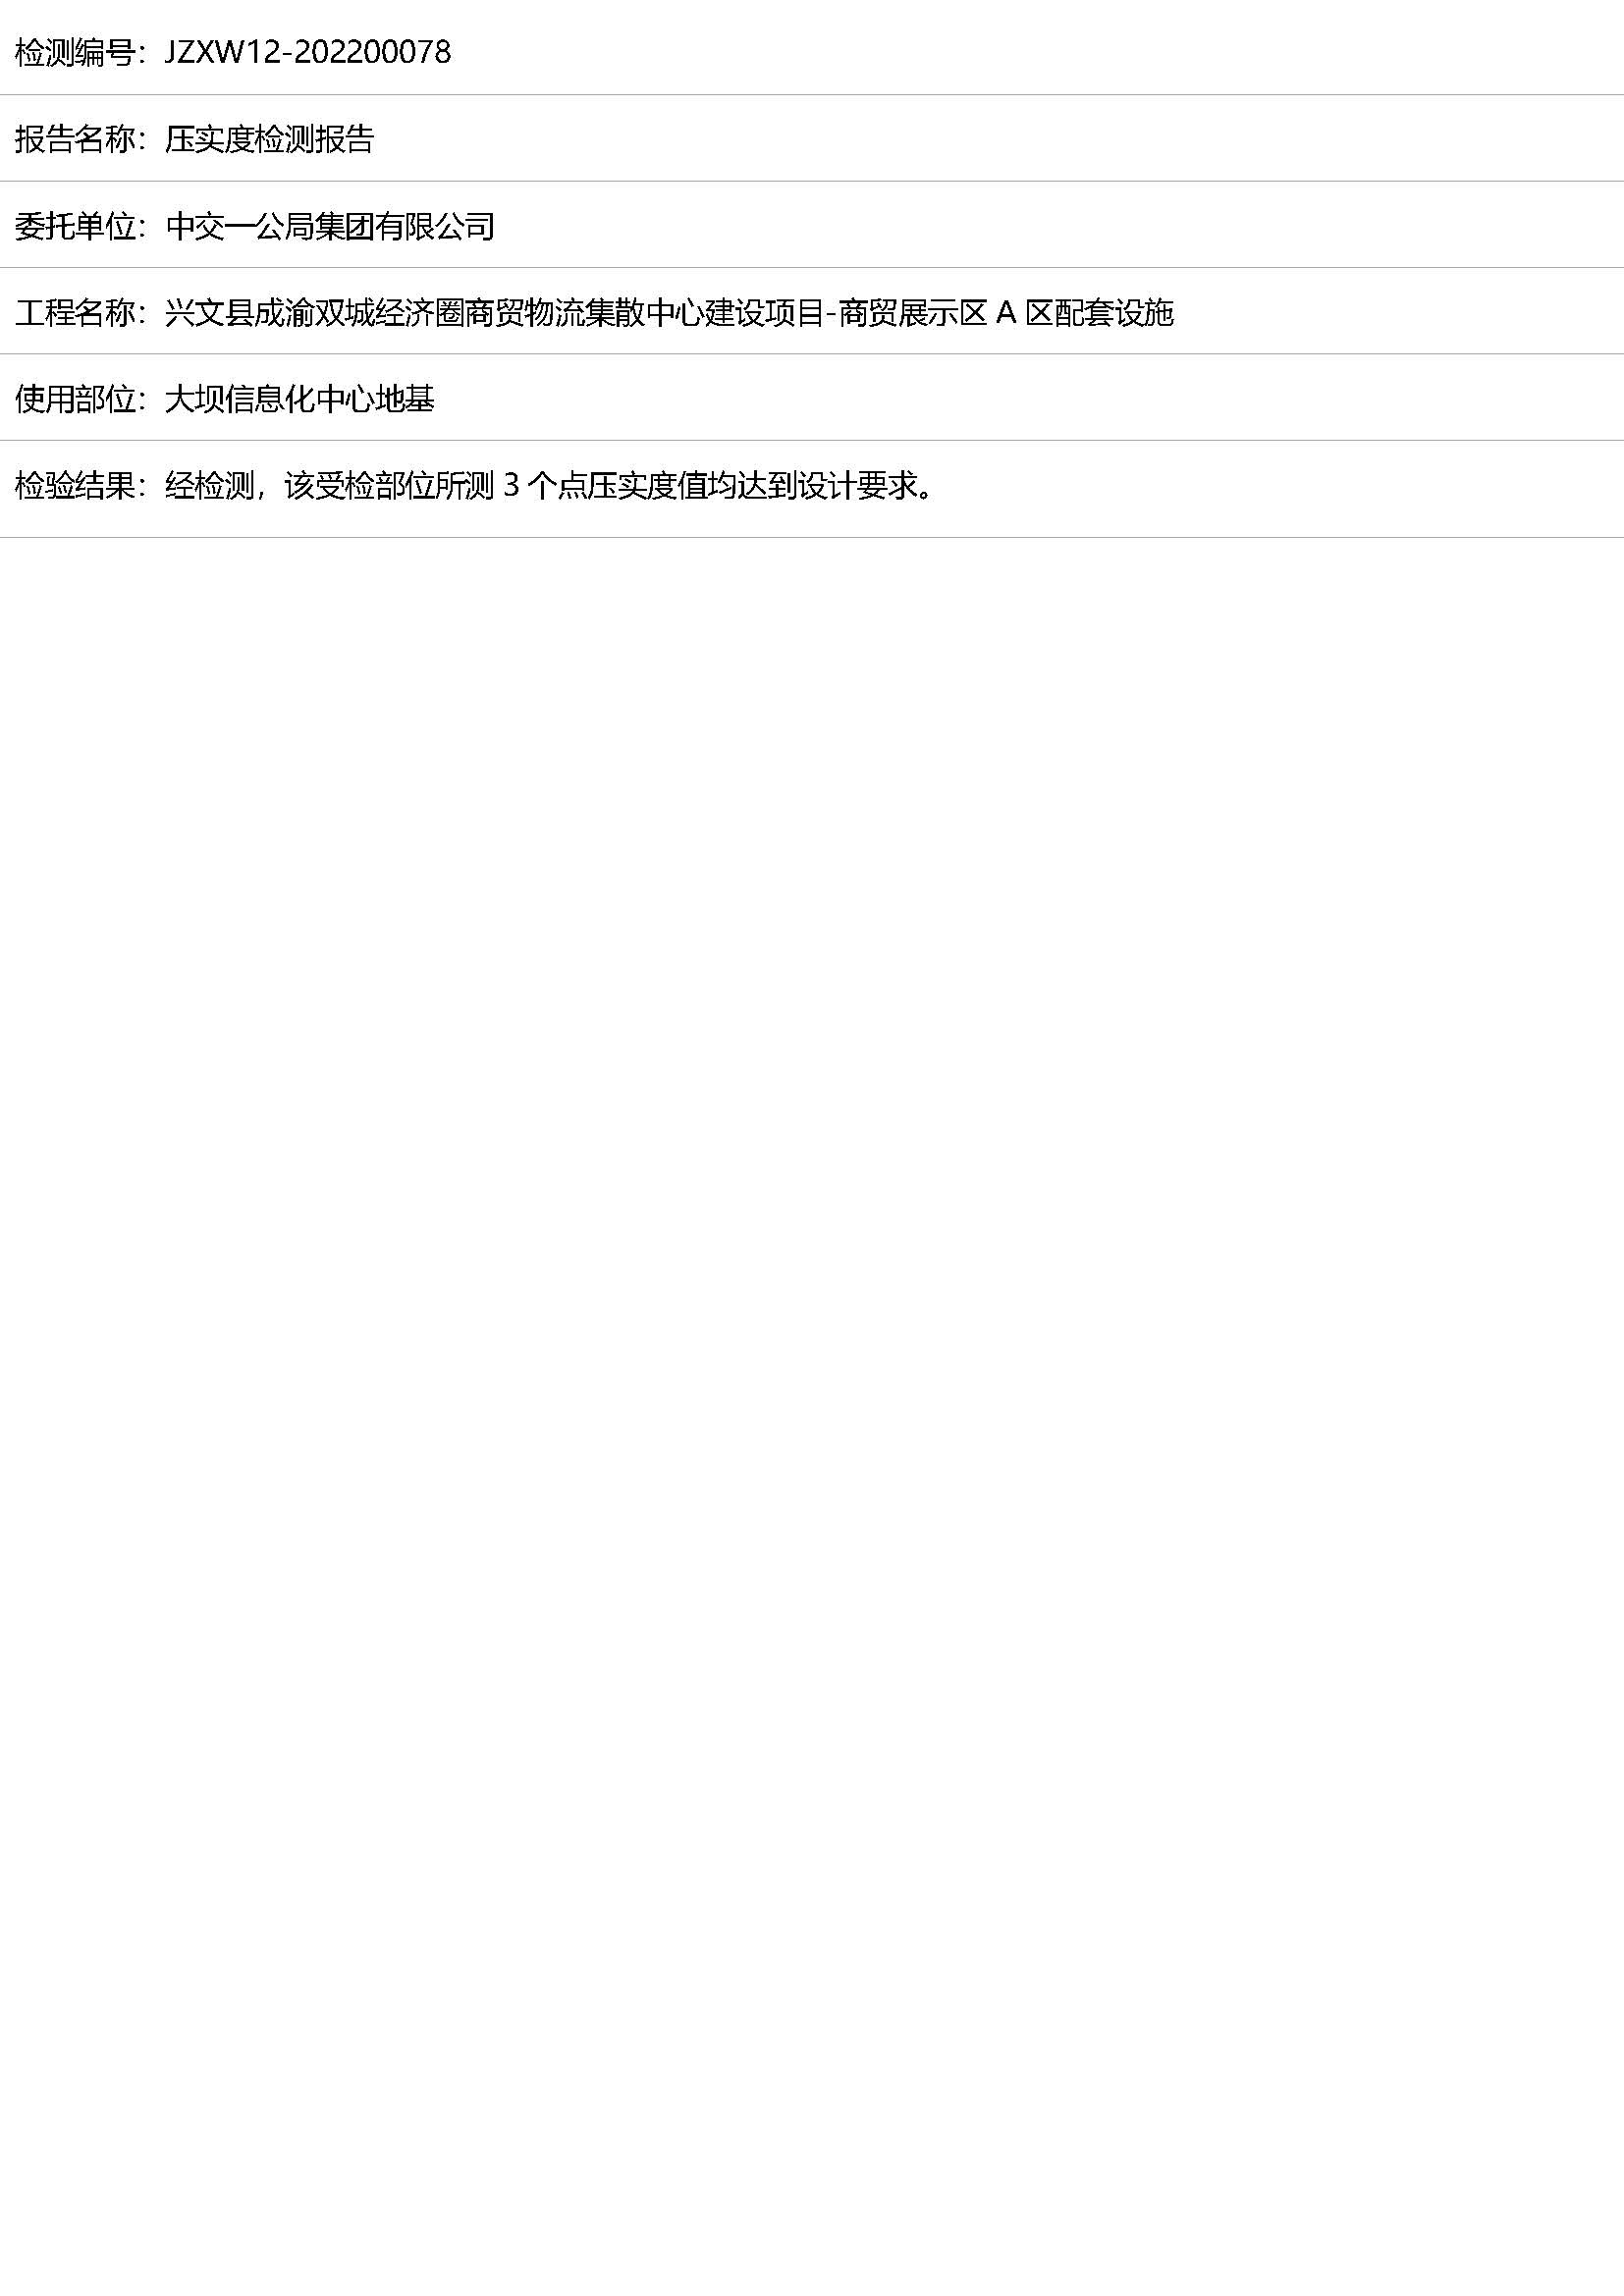 检测编号：JZXW12-202200078
报告名称：压实度检测报告
委托单位：中交一公局集团有限公司
工程名称：兴文县成渝双城经济圈商贸物流集散中心建设项目-商贸展示区 A 区配套设施
使用部位：大坝信息化中心地基
检验结果：经检测，该受检部位所测 3 个点压实度值均达到设计要求。